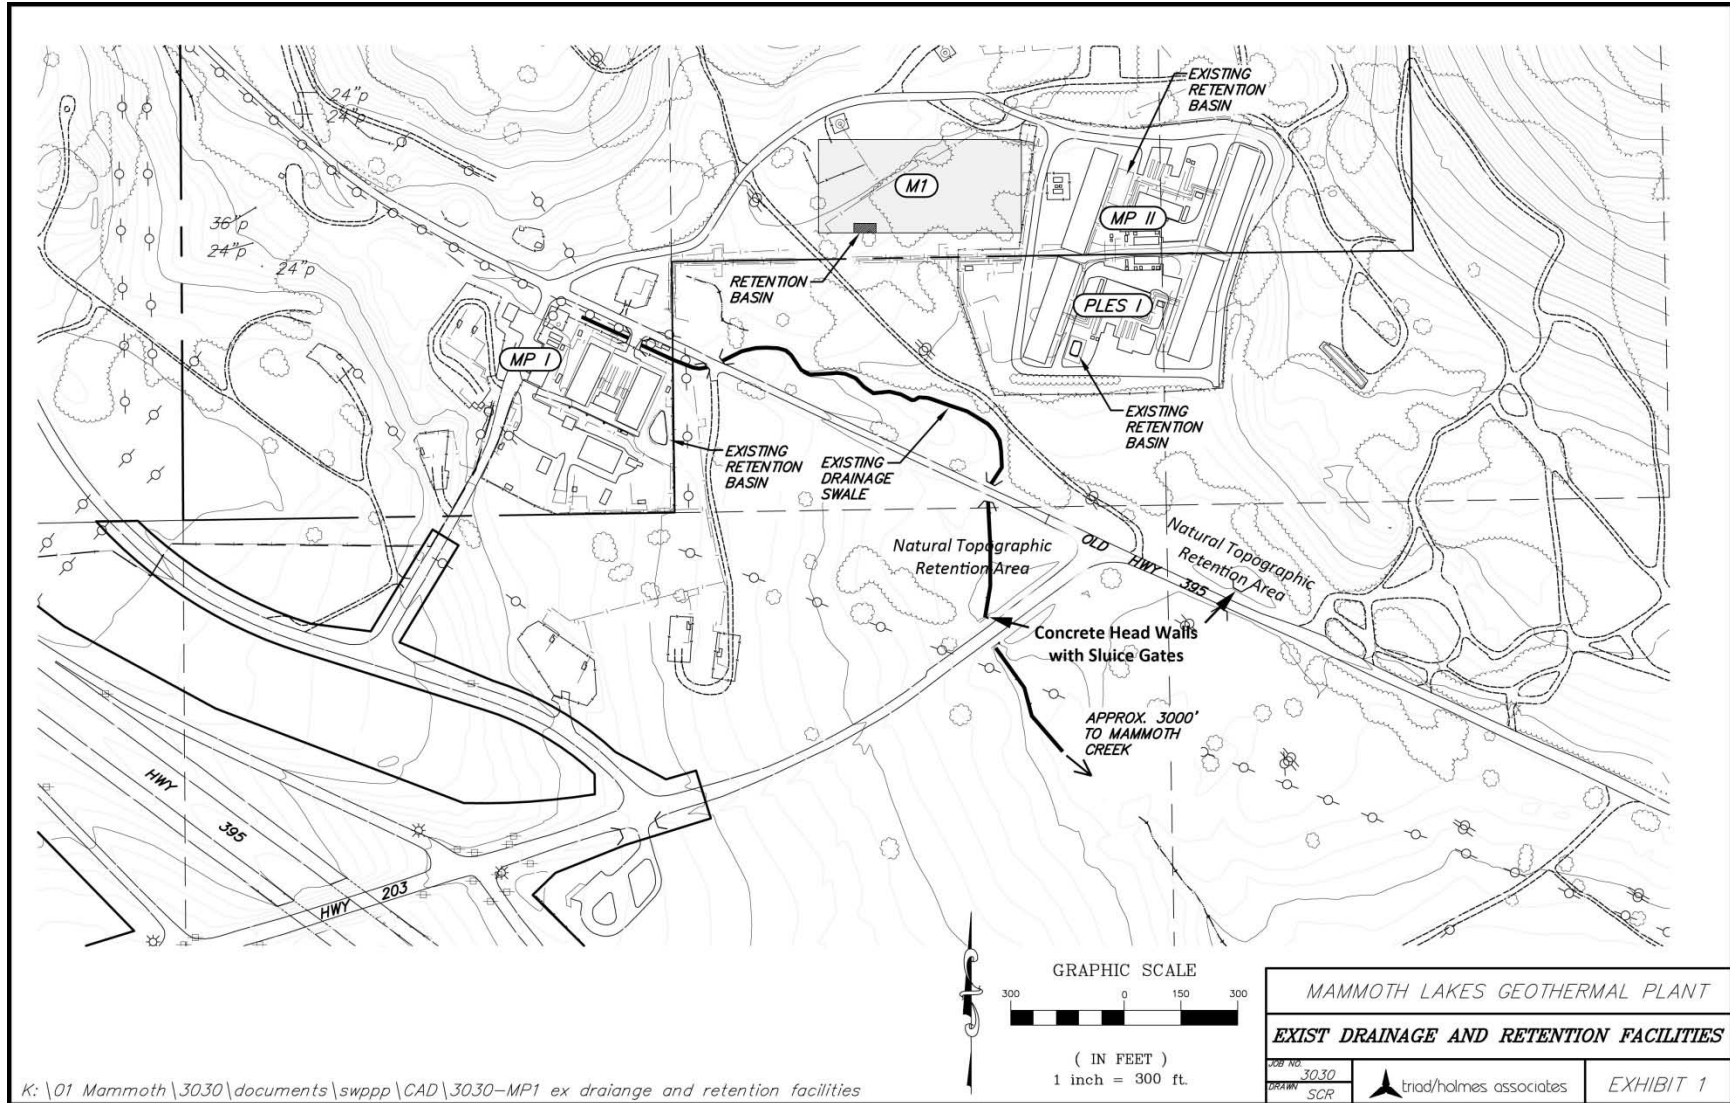 24"p
24"p
36"p
24"p
24"p
EXISTING
RETENTION
BASIN
M1
MP II
RETENTION
BASIN
PLES I
MP I
EXISTING
RETENTION
BASIN
EXISTING
RETENTION
BASIN
EXISTING
DRAINAGE
SWALE
Natural Topographic
Retention Area
OLD HWY 395
Natural Topographic
Retention Area
Concrete Head Walls
with Sluice Gates
APPROX. 3000'
TO MAMMOTH
CREEK
HWY 395
HWY 203
GRAPHIC SCALE
300 0 150 300
( IN FEET )
1 inch = 300 ft.
MAMMOTH LAKES GEOTHERMAL PLANT
EXIST DRAINAGE AND RETENTION FACILITIES
JOB NO.
3030
DRAWN
SCR
triad/holmes associates
EXHIBIT 1
K: \01 Mammoth\3030\documents\swppp\CAD\3030-MP1 ex draiange and retention facilities